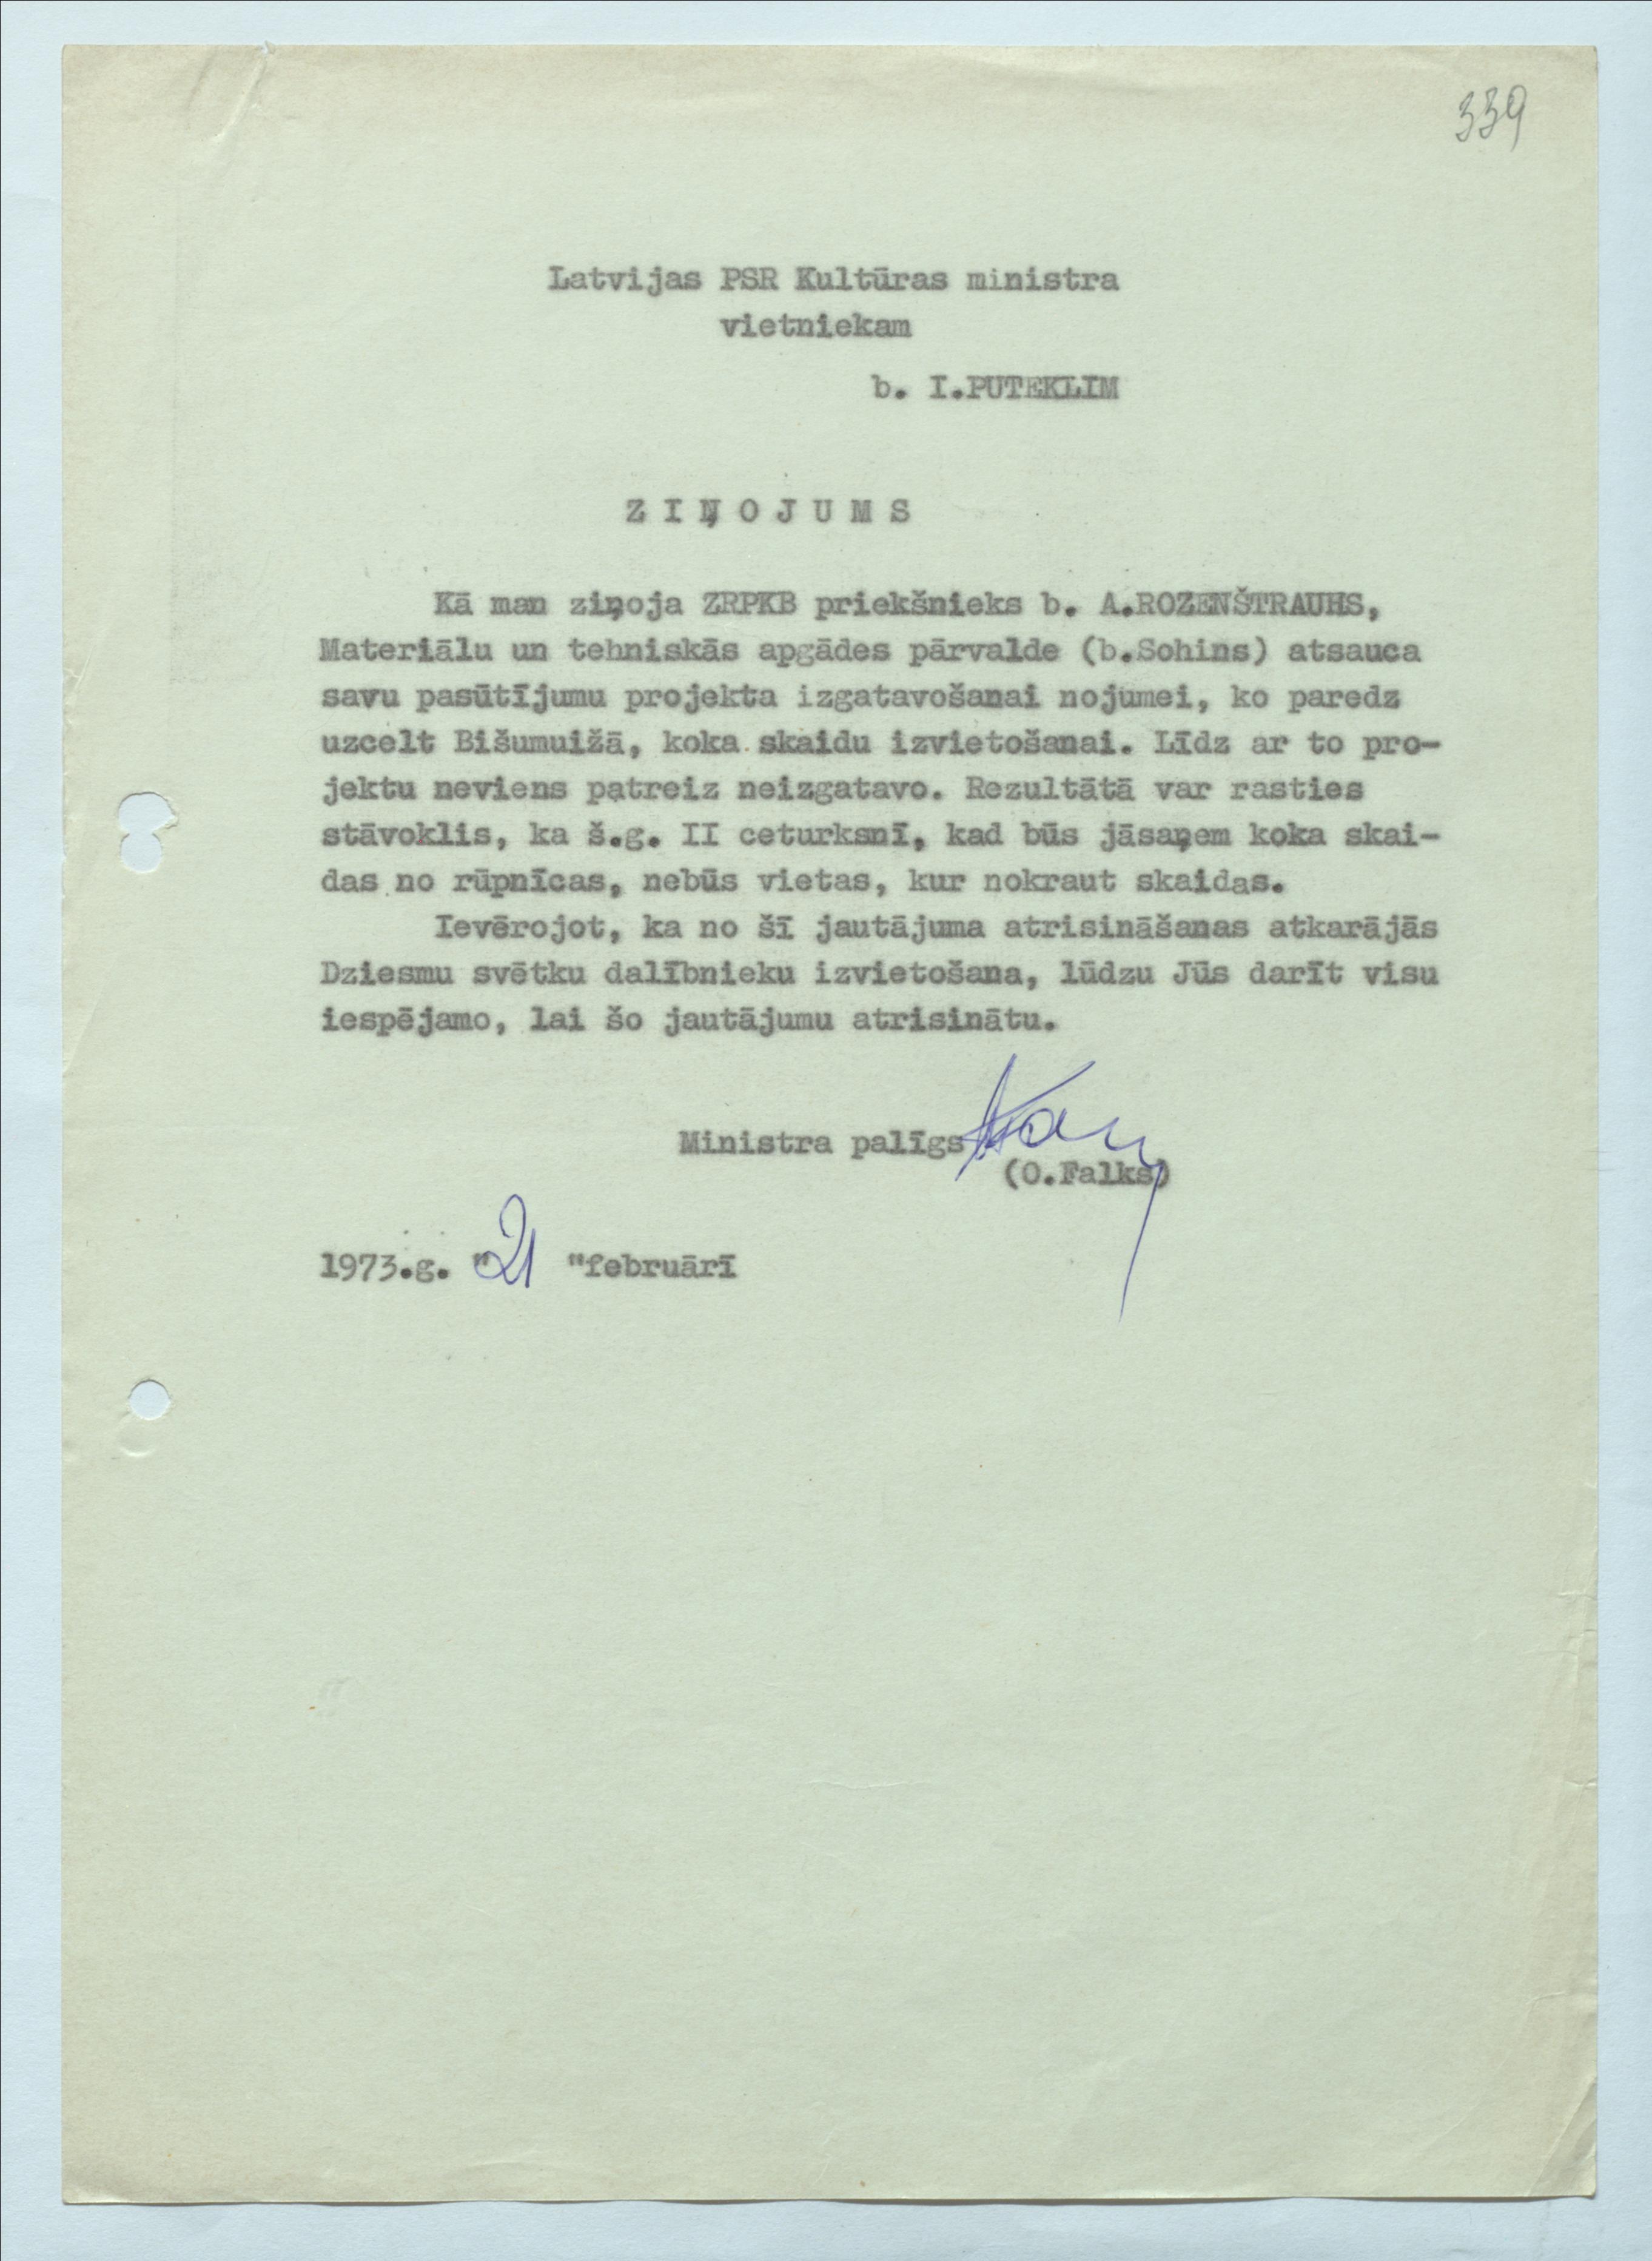 339
Latvijas PSR Kultūras ministra
vietniekam
b. I.PUTEKLIM
ZIŅOJUMS
Kā man ziņoja ZRPKB priekšnieks b. A.ROZENŠTRAUHS,
Materiālu un tehniskās apgādes pārvalde (b.Sohins) atsauca
savu pasūtījumu projekta izgatavošanai nojumei, ko paredz
uzcelt Bišumuižā, koka skaidu izvietošanai. Līdz ar to pro-
jektu neviens patreiz neizgatavo. Rezultātā var rasties
stāvoklis, ka š.g. II ceturksnī, kad būs jāsaņem koka skai-
das no rūpnīcas, nebūs vietas, kur nokraut skaidas.
Ievērojot, ka no šī jautājuma atrisināšanas atkarājās
Dziesmu svētku dalībnieku izvietošana, lūdzu Jūs darīt visu
iespējamo, lai šo jautājumu atrisinātu.
Ministra palīgs
(O.Falks)
1973.g. "21 "februārī